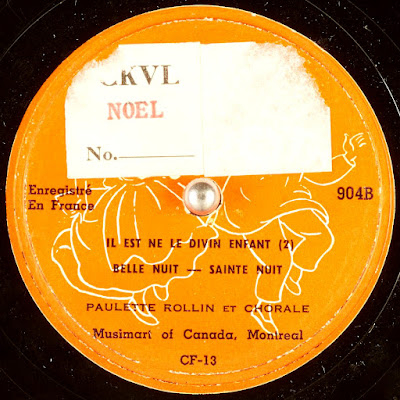 CKVL
NOEL
No.
Enregistré
En France
904B
IL EST NE LE DIVIN ENFANT (2)
BELLE NUIT — SAINTE NUIT
PAULETTE ROLLIN ET CHORALE
Musimart of Canada, Montreal
CF-13